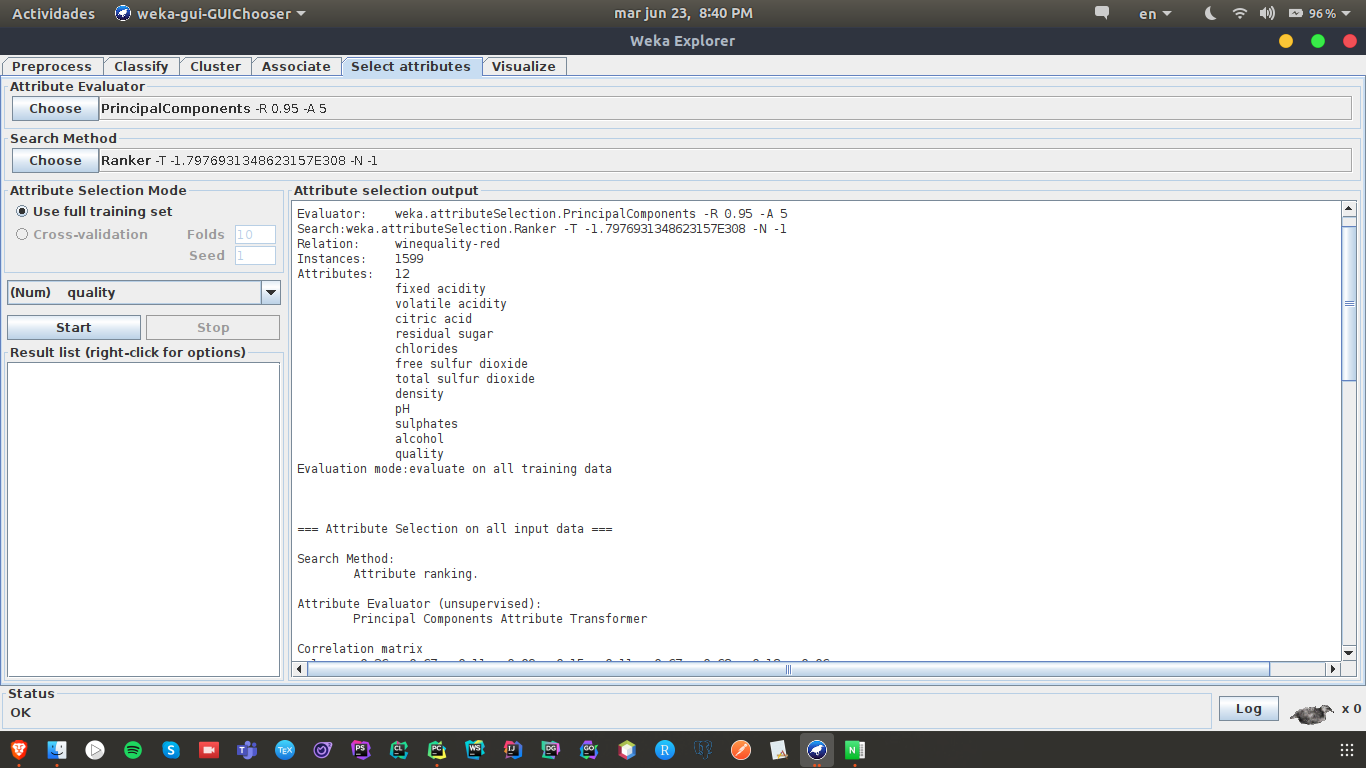 Actividades weka-gui-GUIChooser mar jun 23, 8:40 PM en 96%
Weka Explorer
Preprocess Classify Cluster Associate Select attributes Visualize
Attribute Evaluator
Choose PrincipalComponents -R 0.95 -A 5
Search Method
Choose Ranker -T -1.7976931348623157E308 -N -1
Attribute Selection Mode
Use full training set
Cross-validation Folds 10
Seed 1
(Num) quality
Start Stop
Result list (right-click for options)
Attribute selection output
Evaluator: weka.attributeSelection.PrincipalComponents -R 0.95 -A 5
Search:weka.attributeSelection.Ranker -T -1.7976931348623157E308 -N -1
Relation: winequality-red
Instances: 1599
Attributes: 12
fixed acidity
volatile acidity
citric acid
residual sugar
chlorides
free sulfur dioxide
total sulfur dioxide
density
pH
sulphates
alcohol
quality
Evaluation mode:evaluate on all training data
=== Attribute Selection on all input data ===
Search Method:
Attribute ranking.
Attribute Evaluator (unsupervised):
Principal Components Attribute Transformer
Correlation matrix
Status
OK
Log x 0